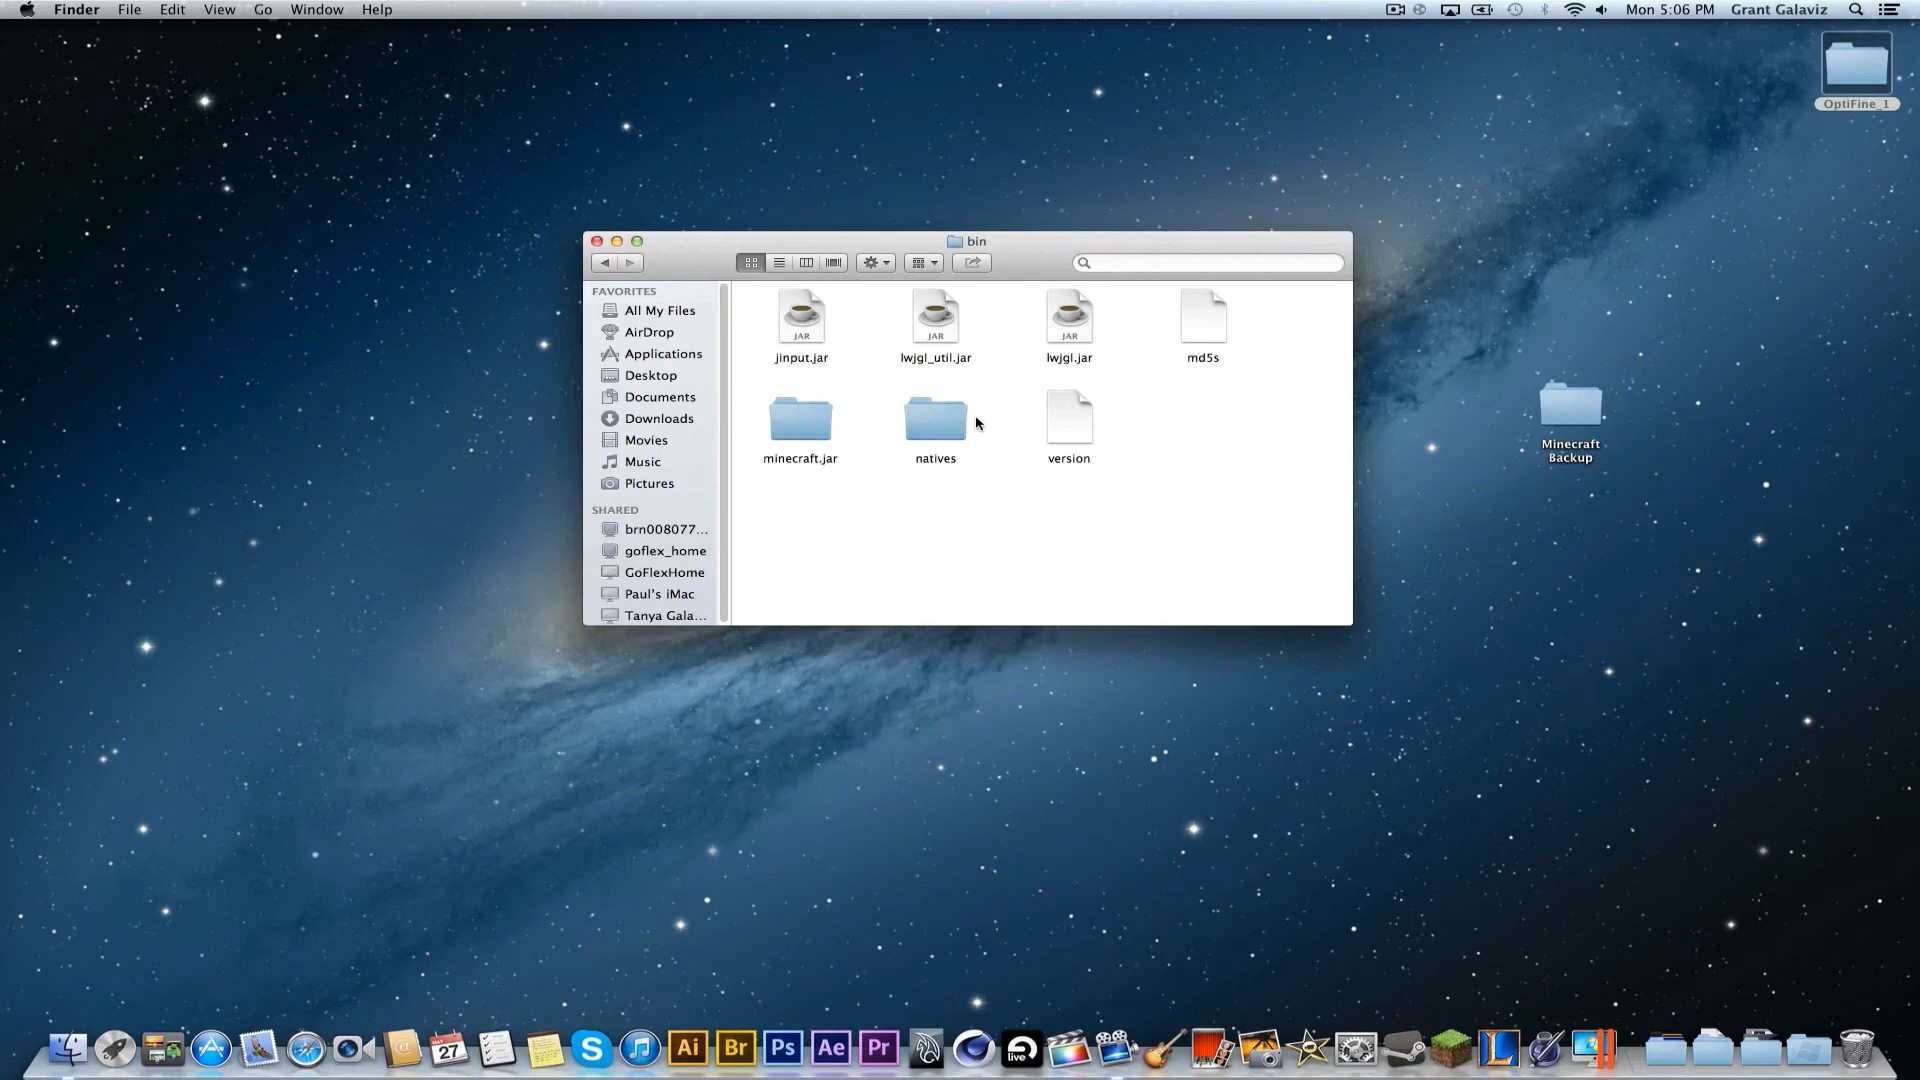 Finder File Edit View Go Window Help
Mon 5:06 PM Grant Galaviz
OptiFine_1
bin
FAVORITES
All My Files
AirDrop
Applications
Desktop
Documents
Downloads
Movies
Music
Pictures
SHARED
brn008077...
goflex_home
GoFlexHome
Paul's iMac
Tanya Gala...
JAR JAR JAR
jinput.jar lwjgl_util.jar lwjgl.jar md5s
minecraft.jar natives version
Minecraft
Backup
MAY
27
S
Ai Br Ps Ae Pr
live
L